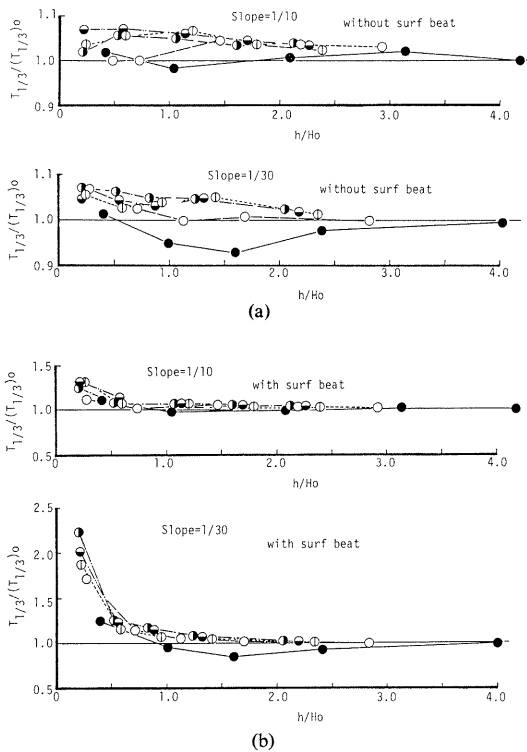 1.1
Slope=1/10
without surf beat
T1/3/(T1/3)o
1.0
0.9
0 1.0 2.0 3.0 4.0
h/Ho
1.1
Slope=1/30
without surf beat
T1/3/(T1/3)o
1.0
0.9
0 1.0 2.0 3.0 4.0
h/Ho
(a)
1.5
Slope=1/10
with surf beat
T1/3/(T1/3)o
1.0
0.5
0 1.0 2.0 3.0 4.0
h/Ho
2.5
Slope=1/30
with surf beat
2.0
T1/3/(T1/3)o
1.5
1.0
0.5
0 1.0 2.0 3.0 4.0
h/Ho
(b)